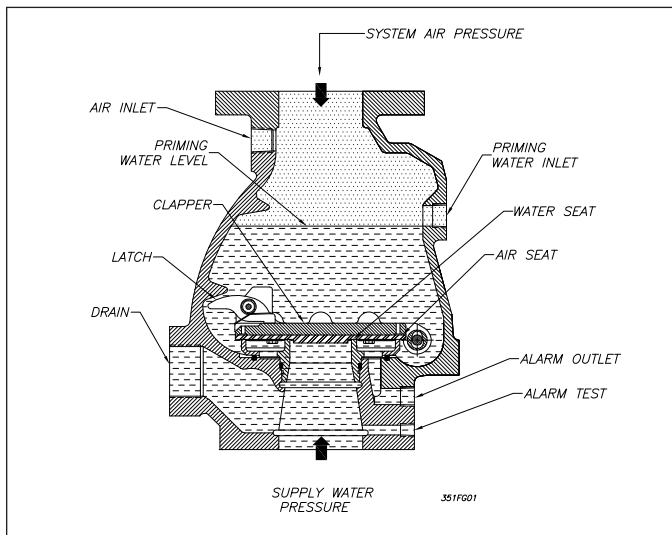 SYSTEM AIR PRESSURE
AIR INLET
PRIMING
WATER LEVEL
PRIMING
WATER INLET
CLAPPER
WATER SEAT
AIR SEAT
LATCH
DRAIN
ALARM OUTLET
ALARM TEST
SUPPLY WATER
PRESSURE
351FG01